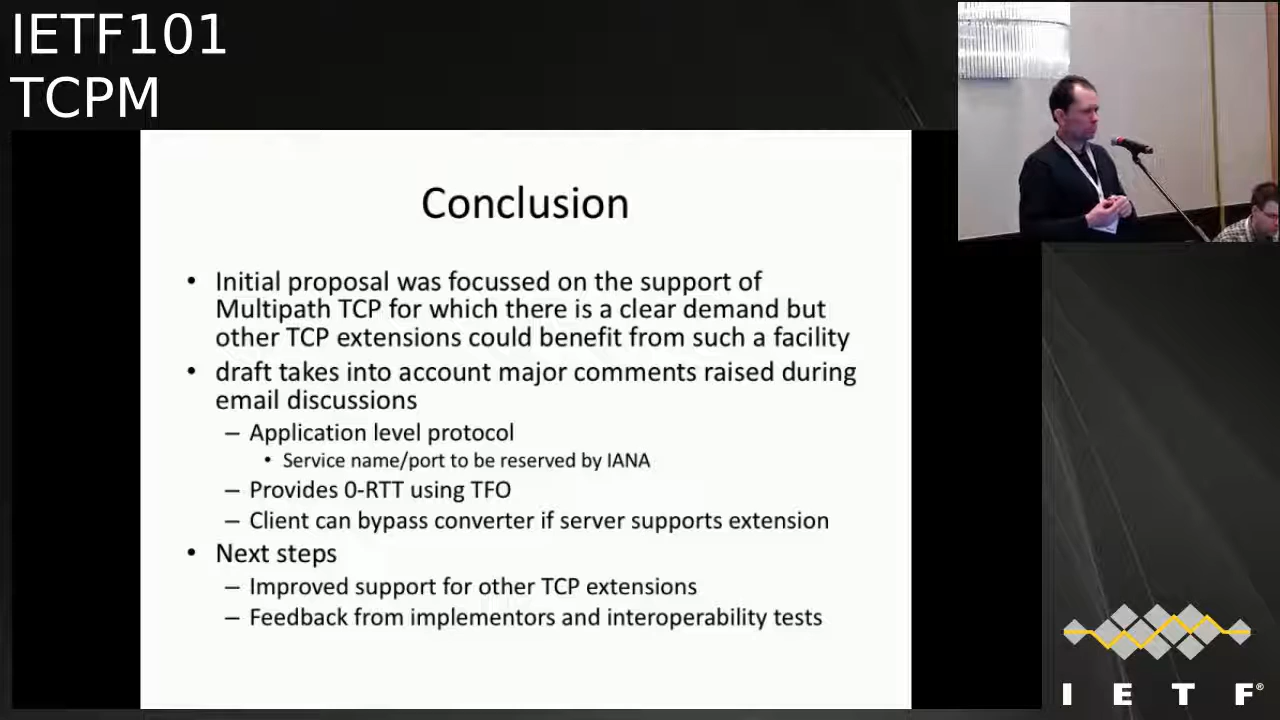 IETF101
TCPM
Conclusion
• Initial proposal was focussed on the support of
Multipath TCP for which there is a clear demand but
other TCP extensions could benefit from such a facility
• draft takes into account major comments raised during
email discussions
– Application level protocol
• Service name/port to be reserved by IANA
– Provides 0-RTT using TFO
– Client can bypass converter if server supports extension
• Next steps
– Improved support for other TCP extensions
– Feedback from implementors and interoperability tests
I E T F®